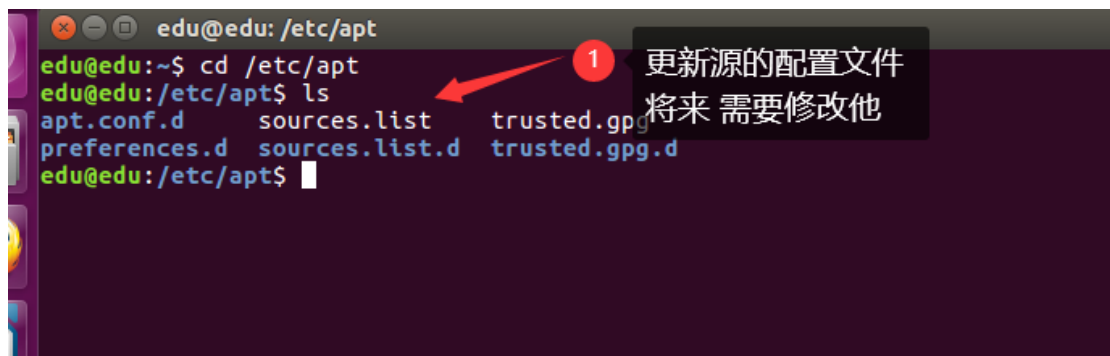 edu@edu: /etc/apt
edu@edu:~$ cd /etc/apt
edu@edu:/etc/apt$ ls
apt.conf.d sources.list trusted.gpg
preferences.d sources.list.d trusted.gpg.d
edu@edu:/etc/apt$
1
更新源的配置文件
将来 需要修改他